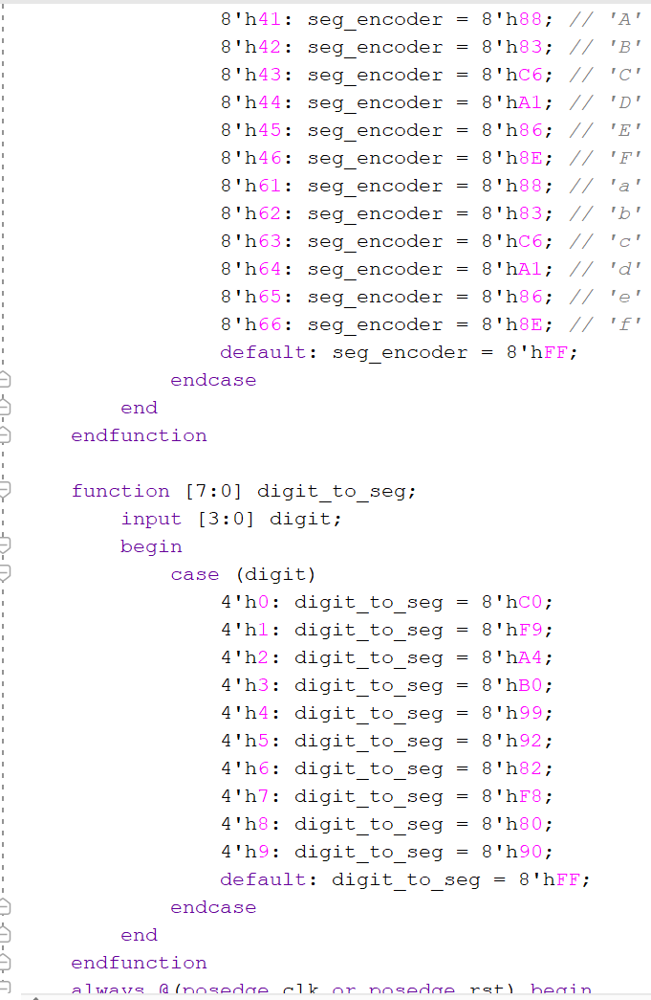 8'h41: seg_encoder = 8'h88; // 'A'
8'h42: seg_encoder = 8'h83; // 'B'
8'h43: seg_encoder = 8'hC6; // 'C'
8'h44: seg_encoder = 8'hA1; // 'D'
8'h45: seg_encoder = 8'h86; // 'E'
8'h46: seg_encoder = 8'h8E; // 'F'
8'h61: seg_encoder = 8'h88; // 'a'
8'h62: seg_encoder = 8'h83; // 'b'
8'h63: seg_encoder = 8'hC6; // 'c'
8'h64: seg_encoder = 8'hA1; // 'd'
8'h65: seg_encoder = 8'h86; // 'e'
8'h66: seg_encoder = 8'h8E; // 'f'
default: seg_encoder = 8'hFF;
endcase
end
endfunction
function [7:0] digit_to_seg;
input [3:0] digit;
begin
case (digit)
4'h0: digit_to_seg = 8'hC0;
4'h1: digit_to_seg = 8'hF9;
4'h2: digit_to_seg = 8'hA4;
4'h3: digit_to_seg = 8'hB0;
4'h4: digit_to_seg = 8'h99;
4'h5: digit_to_seg = 8'h92;
4'h6: digit_to_seg = 8'h82;
4'h7: digit_to_seg = 8'hF8;
4'h8: digit_to_seg = 8'h80;
4'h9: digit_to_seg = 8'h90;
default: digit_to_seg = 8'hFF;
endcase
end
endfunction
always @(posedge clk or posedge rst) begin